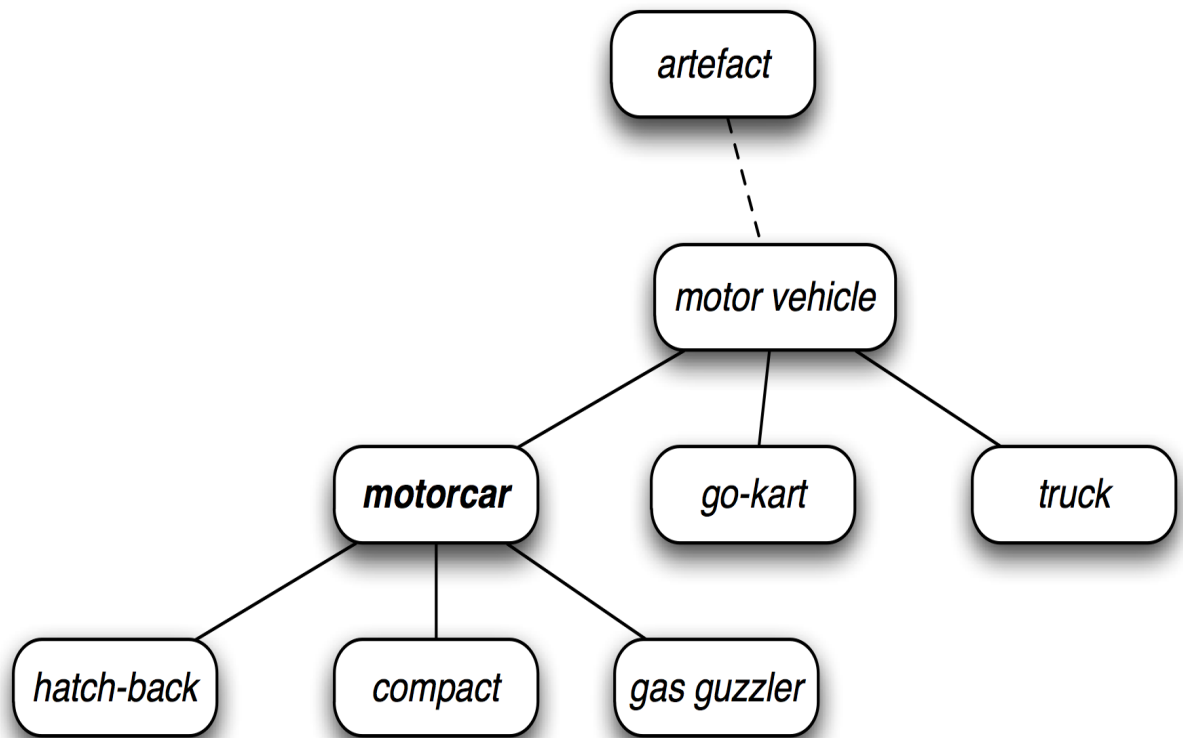 artefact
motor vehicle
motorcar
go-kart
truck
hatch-back
compact
gas guzzler